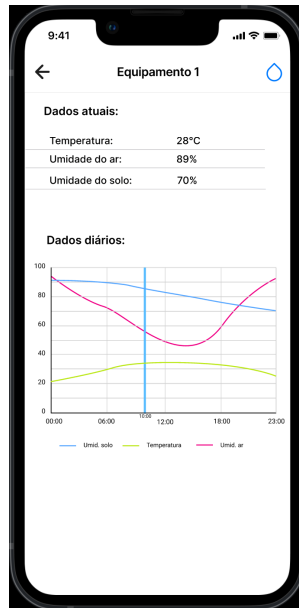 9:41
Equipamento 1
Dados atuais:
Temperatura: 28°C
Umidade do ar: 89%
Umidade do solo: 70%
Dados diários:
100
80
60
40
20
0
00:00 06:00 10:00 12:00 18:00 23:00
Umid. solo Temperatura Umid. ar